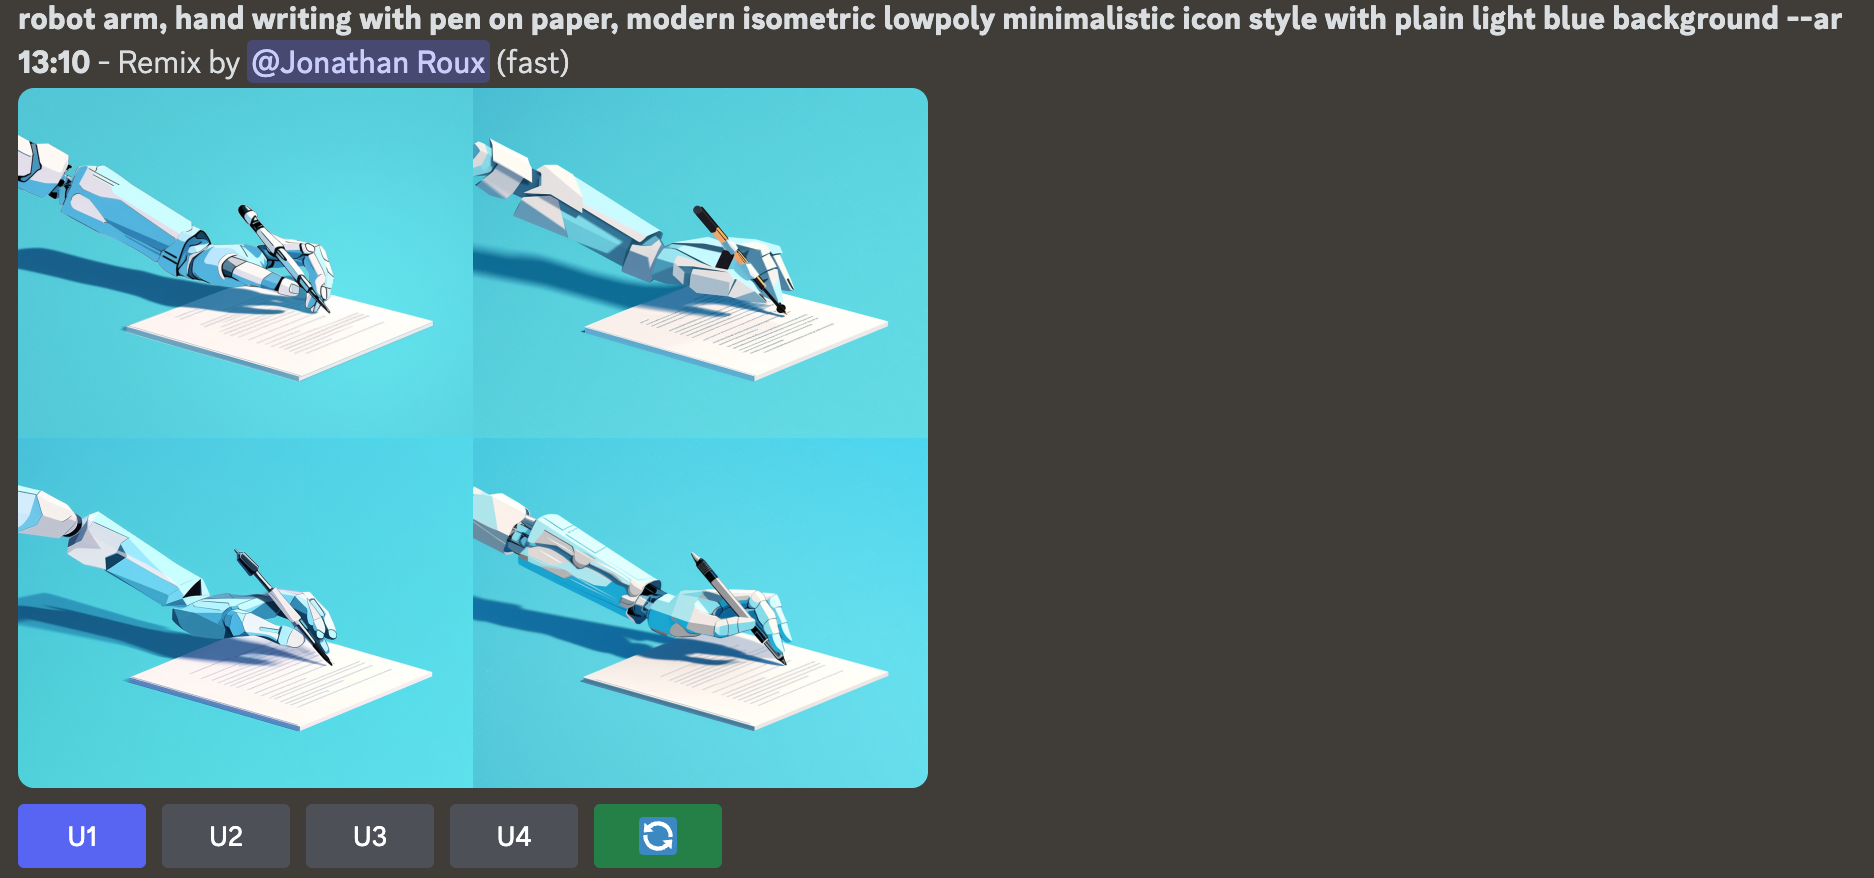 robot arm, hand writing with pen on paper, modern isometric lowpoly minimalistic icon style with plain light blue background --ar
13:10 - Remix by @Jonathan Roux (fast)
U1 U2 U3 U4